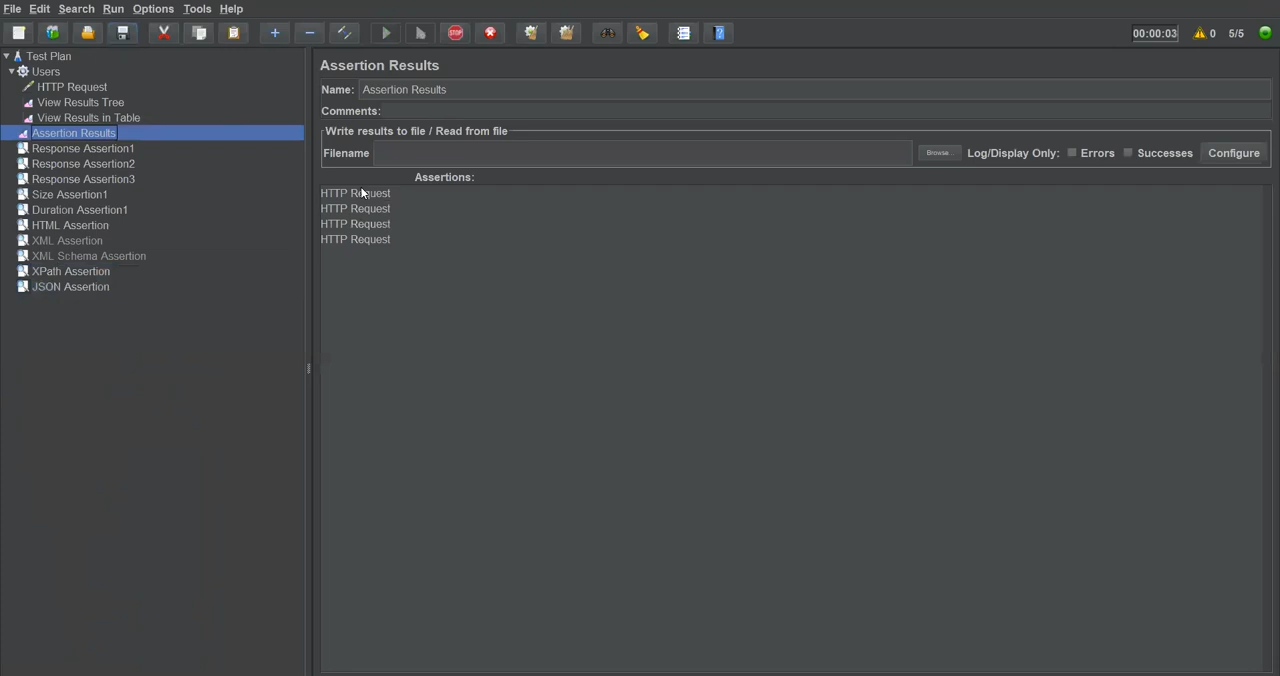 File Edit Search Run Options Tools Help
STOP
00:00:03 0 5/5
Test Plan
Users
HTTP Request
View Results Tree
View Results in Table
Assertion Results
Response Assertion1
Response Assertion2
Response Assertion3
Size Assertion1
Duration Assertion1
HTML Assertion
XML Assertion
XML Schema Assertion
XPath Assertion
JSON Assertion
Assertion Results
Name: Assertion Results
Comments:
Write results to file / Read from file
Filename Browse... Log/Display Only: Errors Successes Configure
Assertions:
HTTP Request
HTTP Request
HTTP Request
HTTP Request